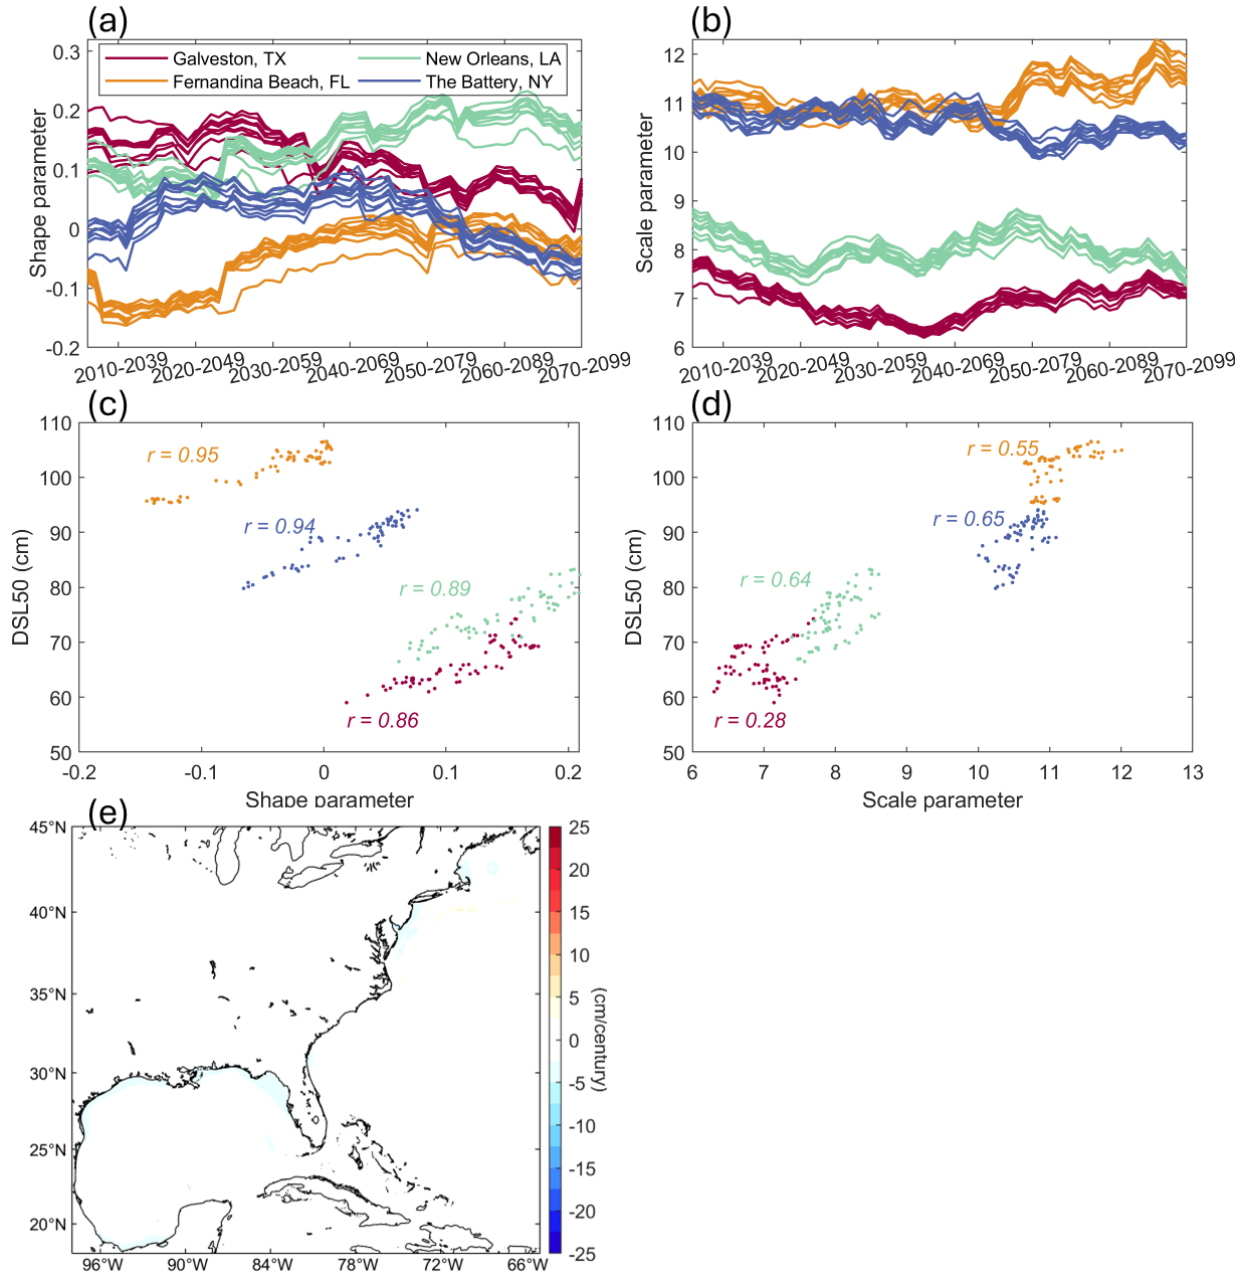 (a)
(b)
0.3
0.2
0.1
0
-0.1
-0.2
Shape parameter
Galveston, TX
New Orleans, LA
Fernandina Beach, FL
The Battery, NY
2010-2039
2020-2049
2030-2059
2040-2069
2050-2079
2060-2089
2070-2099
12
11
10
9
8
7
6
Scale parameter
2010-2039
2020-2049
2030-2059
2040-2069
2050-2079
2060-2089
2070-2099
(c)
(d)
110
100
90
80
70
60
50
DSL50 (cm)
r = 0.95
r = 0.94
r = 0.89
r = 0.86
-0.2
-0.1
0
0.1
0.2
Shape parameter
110
100
90
80
70
60
50
DSL50 (cm)
r = 0.55
r = 0.65
r = 0.64
r = 0.28
6
7
8
9
10
11
12
13
Scale parameter
(e)
45°N
40°N
35°N
30°N
25°N
20°N
96°W
90°W
84°W
78°W
72°W
66°W
25
20
15
10
5
0
-5
-10
-15
-20
-25
(cm/century)